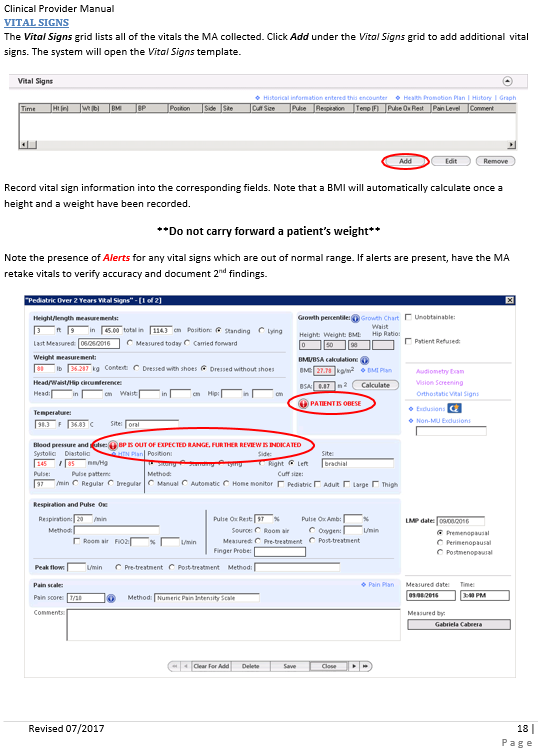 Clinical Provider Manual
VITAL SIGNS
The Vital Signs grid lists all of the vitals the MA collected. Click Add under the Vital Signs grid to add additional vital
signs. The system will open the Vital Signs template.
Vital Signs
Historical information entered this encounter Health Promotion Plan | History | Graph
Time Ht (in) Wt (lb) BMI BP Position Side Site Cuff Size Pulse Respiration Temp (F) Pulse Ox Rest Pain Level Comment
Add Edit Remove
Record vital sign information into the corresponding fields. Note that a BMI will automatically calculate once a
height and a weight have been recorded.
**Do not carry forward a patient's weight**
Note the presence of Alerts for any vital signs which are out of normal range. If alerts are present, have the MA
retake vitals to verify accuracy and document 2nd findings.
"Pediatric Over 2 Years Vital Signs" - [1 of 2]
Height/length measurements:
3 ft 9 in 45.00 total in 114.3 cm Position: Standing Lying
Last Measured: 06/26/2016 Measured today Carried forward
Weight measurement:
80 lb 36.287 kg Context: Dressed with shoes Dressed without shoes
Head/Waist/Hip circumference:
Head: in cm Waist: in cm Hip: in cm
Temperature:
98.3 F 36.83 C Site: oral
Growth percentile: Growth Chart
Waist
Height: Weight: BMI: Hip Ratio:
0 50 98
BMI/BSA calculation:
BMI: 27.78 kg/m2 BMI Plan
BSA: 0.87 m2 Calculate
PATIENT IS OBESE
Unobtainable:
Patient Refused:
Audiometry Exam
Vision Screening
Orthostatic Vital Signs
Exclusions
Non-MU Exclusions
Blood pressure and pulse: BP IS OUT OF EXPECTED RANGE, FURTHER REVIEW IS INDICATED
Systolic: Diastolic: HTN Plan Position: Side: Site:
145 / 85 mm/Hg Sitting Standing Lying Right Left brachial
Pulse: Pulse pattern: Method: Cuff size:
97 /min Regular Irregular Manual Automatic Home monitor Pediatric Adult Large Thigh
Respiration and Pulse Ox:
Respiration: 20 /min Pulse Ox Rest: 97 % Pulse Ox Amb: %
Method: Source: Room air Oxygen: L/min
Room air FiO2: % L/min Measured: Pre-treatment Post-treatment
Finger Probe:
Peak flow: L/min Pre-treatment Post-treatment Method:
LMP date: 09/08/2016
Premenopausal
Perimenopausal
Postmenopausal
Pain scale: Pain Plan
Pain score: 7/10 Method: Numeric Pain Intensity Scale
Comments:
Measured date: Time:
09/08/2016 3:40 PM
Measured by:
Gabriela Cabrera
Clear For Add Delete Save Close
Revised 07/2017 18 |
Page